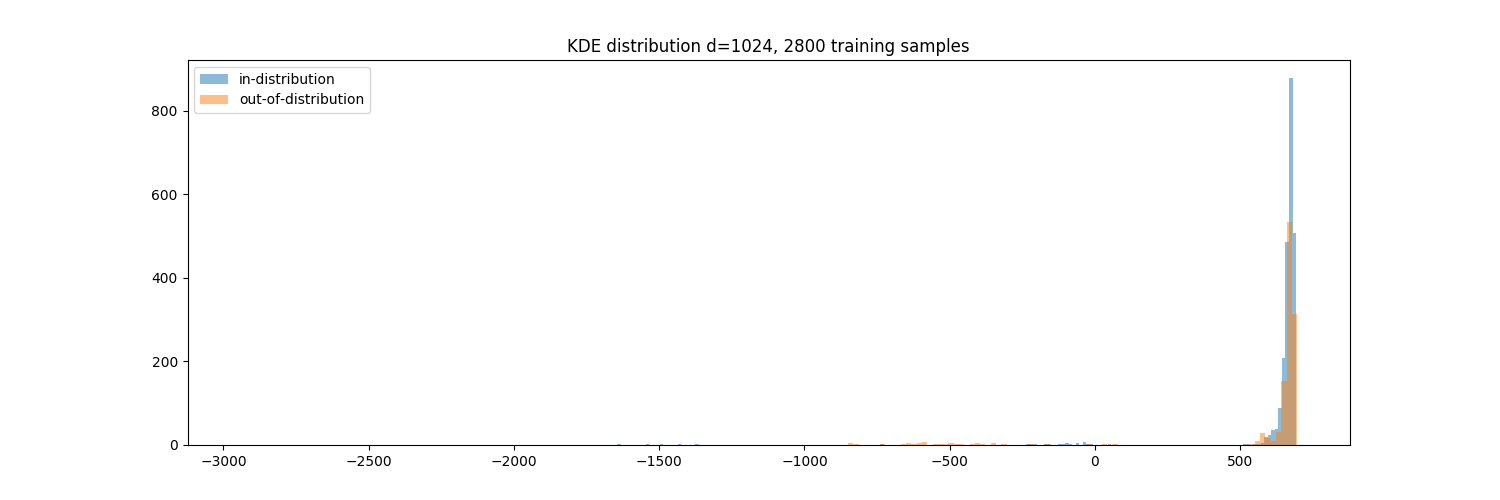 KDE distribution d=1024, 2800 training samples
in-distribution
out-of-distribution
800
600
400
200
0
−3000 −2500 −2000 −1500 −1000 −500 0 500